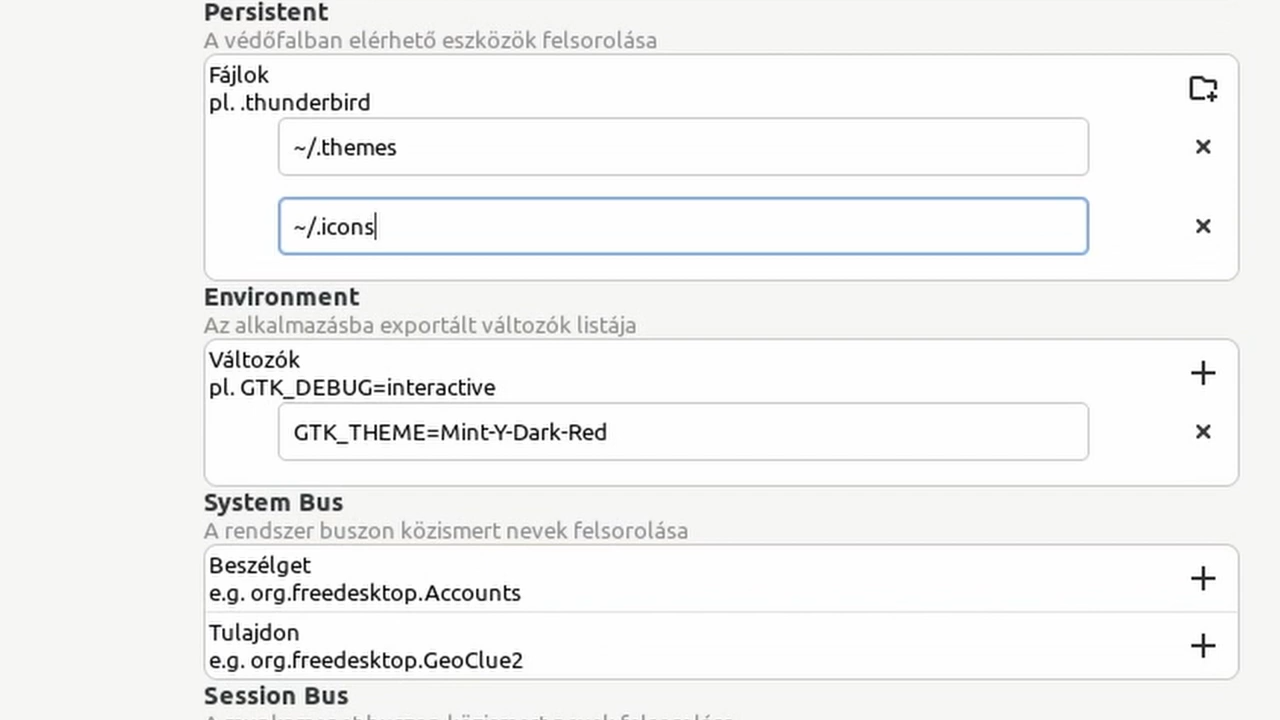 Persistent
A védőfalban elérhető eszközök felsorolása
Fájlok
pl. .thunderbird
~/.themes
~/.icons
Environment
Az alkalmazásba exportált változók listája
Változók
pl. GTK_DEBUG=interactive
GTK_THEME=Mint-Y-Dark-Red
System Bus
A rendszer buszon közismert nevek felsorolása
Beszélget
e.g. org.freedesktop.Accounts
Tulajdon
e.g. org.freedesktop.GeoClue2
Session Bus